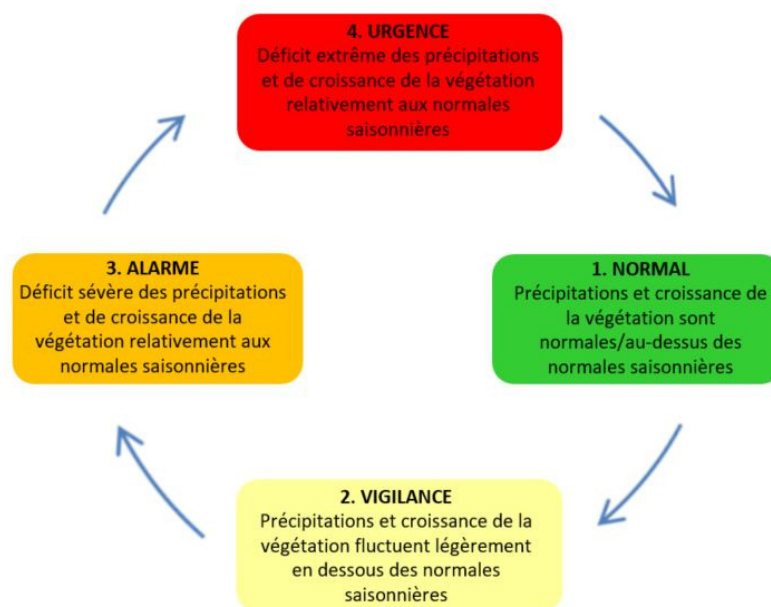 4. URGENCE
Déficit extrême des précipitations
et de croissance de la végétation
relativement aux normales
saisonnières
3. ALARME
Déficit sévère des précipitations
et de croissance de la
végétation relativement aux
normales saisonnières
1. NORMAL
Précipitations et croissance de
la végétation sont
normales/au-dessus des
normales saisonnières
2. VIGILANCE
Précipitations et croissance de la
végétation fluctuent légèrement
en dessous des normales
saisonnières